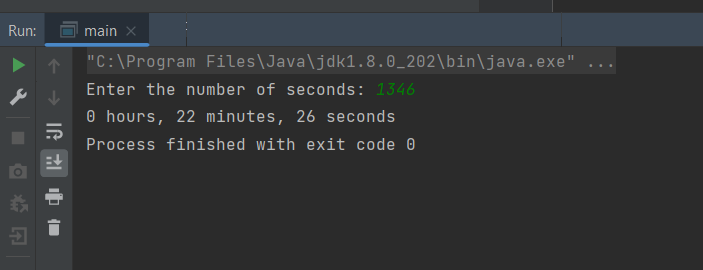 Run: main
"C:\Program Files\Java\jdk1.8.0_202\bin\java.exe" ...
Enter the number of seconds: 1346
0 hours, 22 minutes, 26 seconds
Process finished with exit code 0